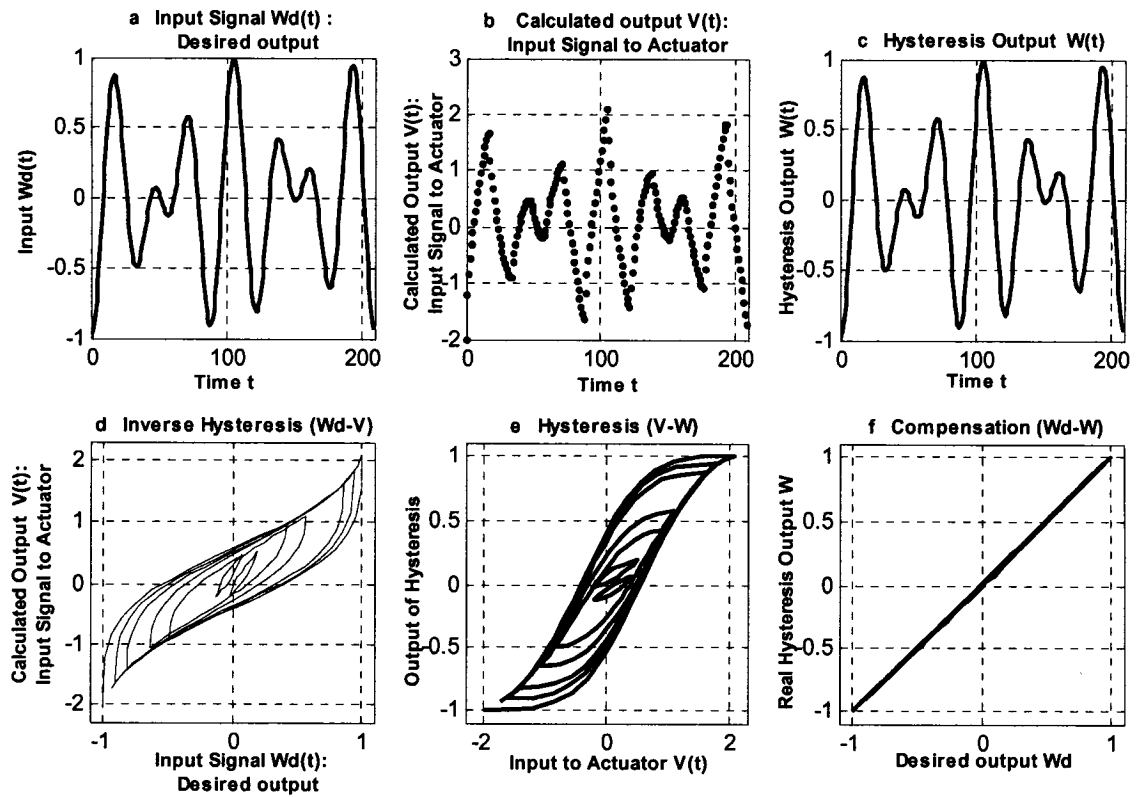 a Input Signal Wd(t) :
Desired output
1
0.5
0
-0.5
-1
Input Wd(t)
0 100 200
Time t
b Calculated output V(t):
Input Signal to Actuator
3
2
1
0
-1
-2
Calculated Output V(t):
Input Signal to Actuator
0 100 200
Time t
c Hysteresis Output W(t)
1
0.5
0
-0.5
-1
Hysteresis Output W(t)
0 100 200
Time t
d Inverse Hysteresis (Wd-V)
2
1
0
-1
-2
Calculated Output V(t):
Input Signal to Actuator
-1 0 1
Input Signal Wd(t):
Desired output
e Hysteresis (V-W)
1
0.5
0
-0.5
-1
Output of Hysteresis
-2 0 2
Input to Actuator V(t)
f Compensation (Wd-W)
1
0.5
0
-0.5
-1
Real Hysteresis Output W
-1 0 1
Desired output Wd